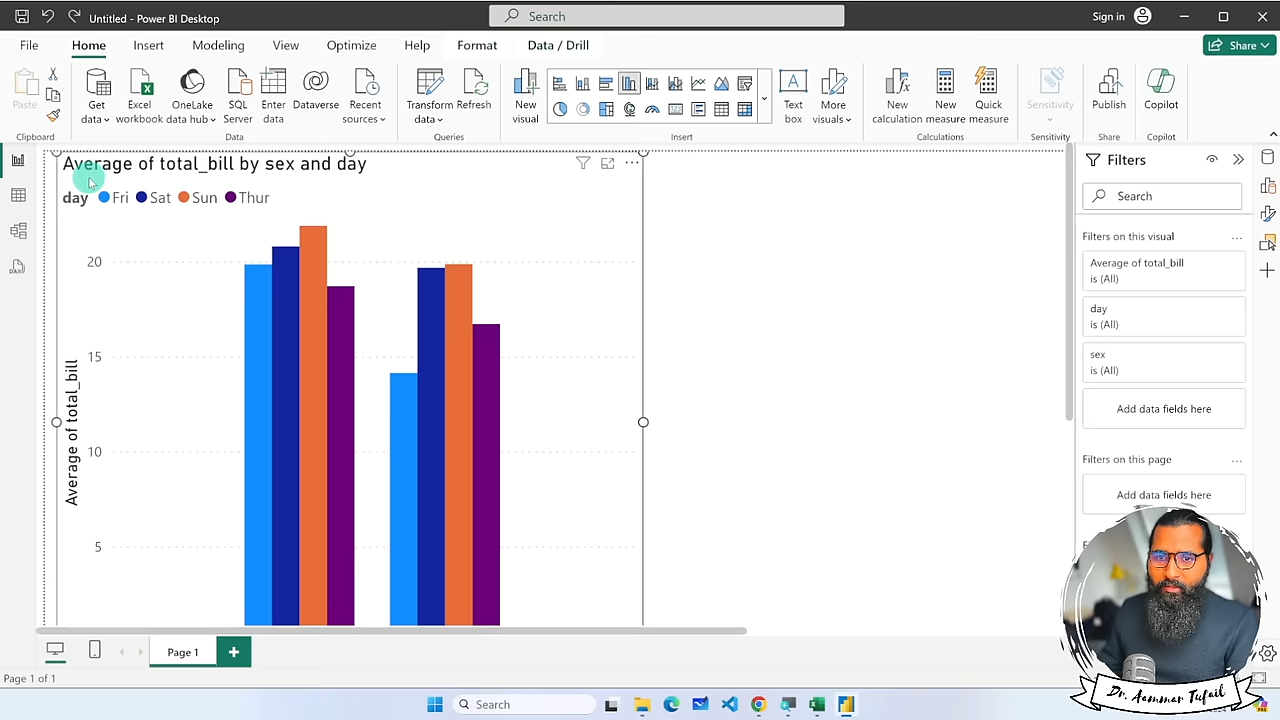 Untitled - Power BI Desktop
Search
Sign in
File Home Insert Modeling View Optimize Help Format Data / Drill
Share
Paste
Get data
Excel workbook
OneLake data hub
SQL Server
Enter data
Dataverse
Recent sources
Transform data
Refresh
New visual
Text box
More visuals
New calculation
New measure
Quick measure
Sensitivity
Publish
Copilot
Clipboard
Data
Queries
Insert
Calculations
Sensitivity
Share
Copilot
Average of total_bill by sex and day
day Fri Sat Sun Thur
20
15
10
5
Average of total_bill
Filters
Search
Filters on this visual
Average of total_bill
is (All)
day
is (All)
sex
is (All)
Add data fields here
Filters on this page
Add data fields here
Dr. Aammar Tufail
Page 1
Page 1 of 1
Search